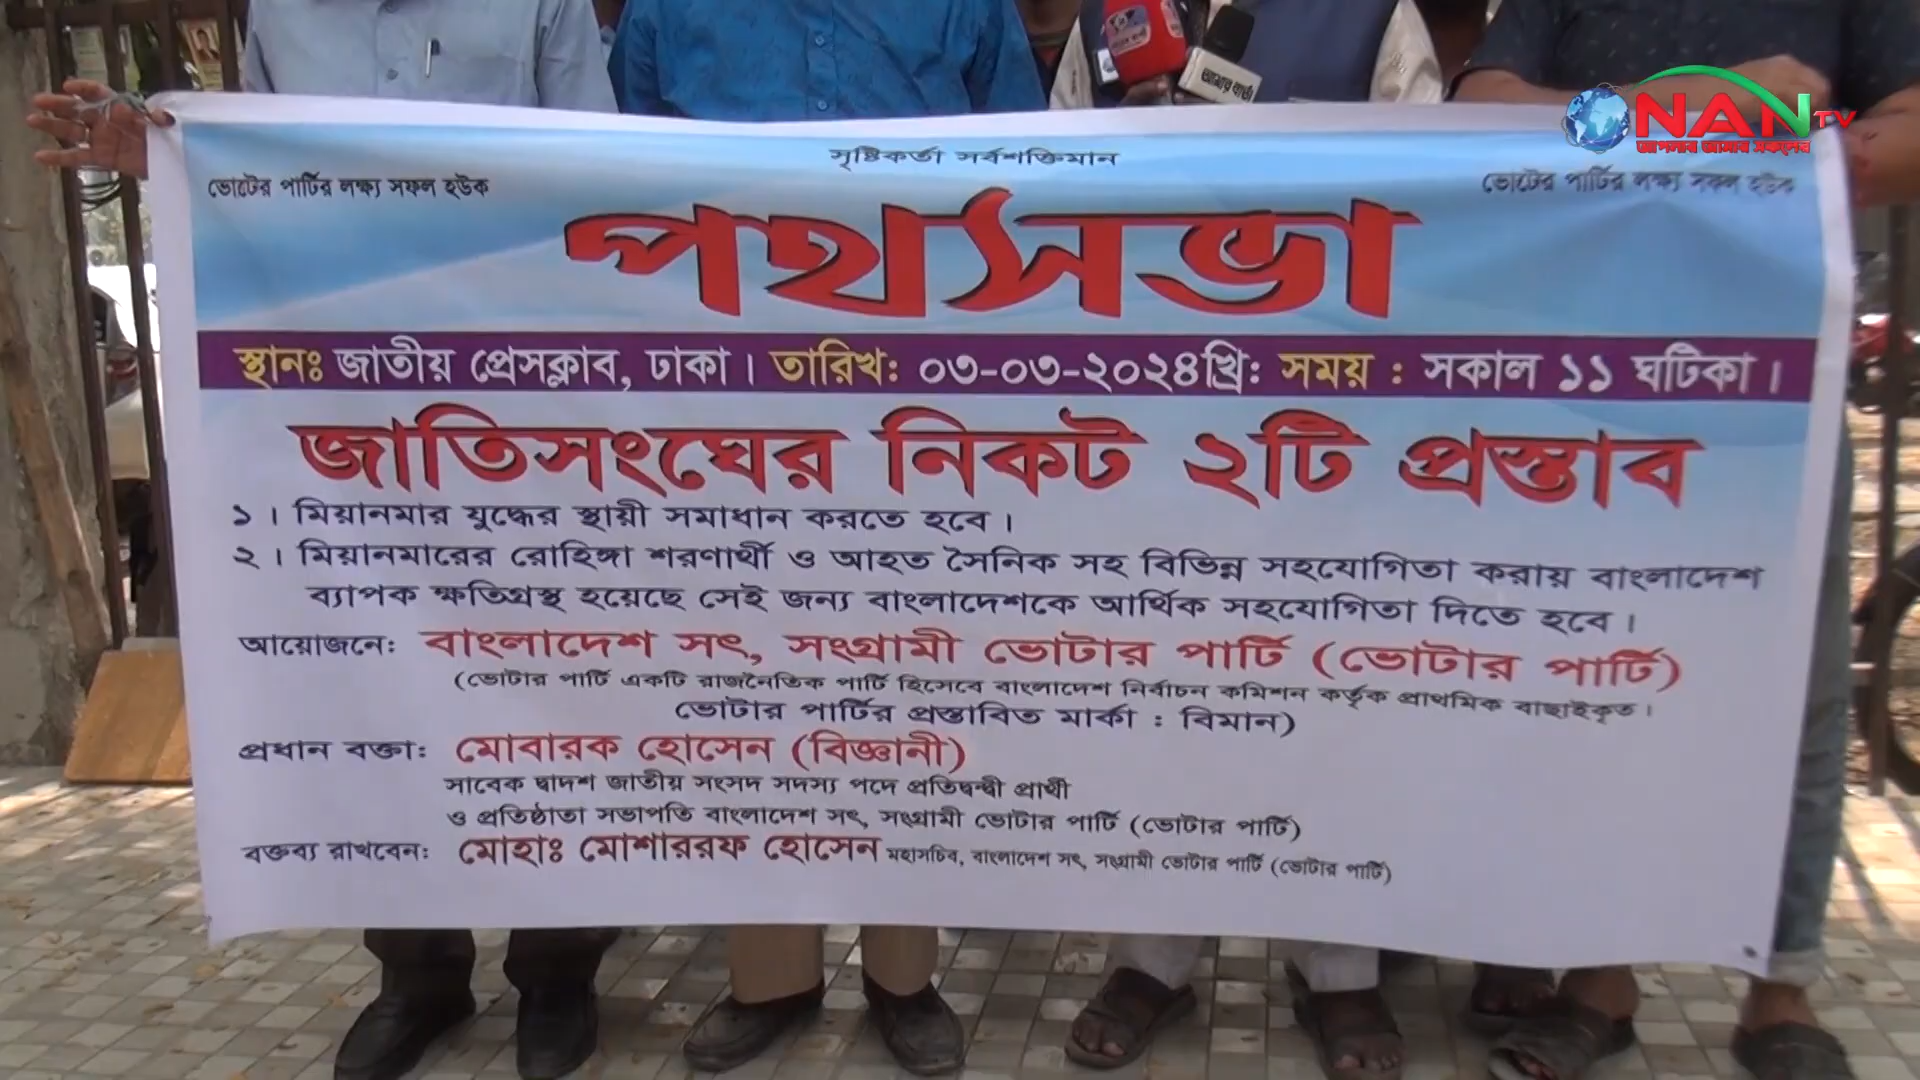 আমার বার্তা
NAN TV
আপনার আমার সকলের
সৃষ্টিকর্তা সর্বশক্তিমান
ভোটের পার্টির লক্ষ্য সফল হউক
ভোটের পার্টির লক্ষ্য সফল হউক
পথসভা
স্থানঃ জাতীয় প্রেসক্লাব, ঢাকা। তারিখ: ০৩-০৩-২০২৪খ্রি: সময় : সকাল ১১ ঘটিকা।
জাতিসংঘের নিকট ২টি প্রস্তাব
১। মিয়ানমার যুদ্ধের স্থায়ী সমাধান করতে হবে।
২। মিয়ানমারের রোহিঙ্গা শরণার্থী ও আহত সৈনিক সহ বিভিন্ন সহযোগিতা করায় বাংলাদেশ
ব্যাপক ক্ষতিগ্রস্থ হয়েছে সেই জন্য বাংলাদেশকে আর্থিক সহযোগিতা দিতে হবে।
আয়োজনে: বাংলাদেশ সৎ, সংগ্রামী ভোটার পার্টি (ভোটার পার্টি)
(ভোটার পার্টি একটি রাজনৈতিক পার্টি হিসেবে বাংলাদেশ নির্বাচন কমিশন কর্তৃক প্রাথমিক বাছাইকৃত।
ভোটার পার্টির প্রস্তাবিত মার্কা : বিমান)
প্রধান বক্তা: মোবারক হোসেন (বিজ্ঞানী)
সাবেক দ্বাদশ জাতীয় সংসদ সদস্য পদে প্রতিদ্বন্দ্বী প্রার্থী
ও প্রতিষ্ঠাতা সভাপতি বাংলাদেশ সৎ, সংগ্রামী ভোটার পার্টি (ভোটার পার্টি)
বক্তব্য রাখবেন: মোহাঃ মোশাররফ হোসেন মহাসচিব, বাংলাদেশ সৎ, সংগ্রামী ভোটার পার্টি (ভোটার পার্টি)